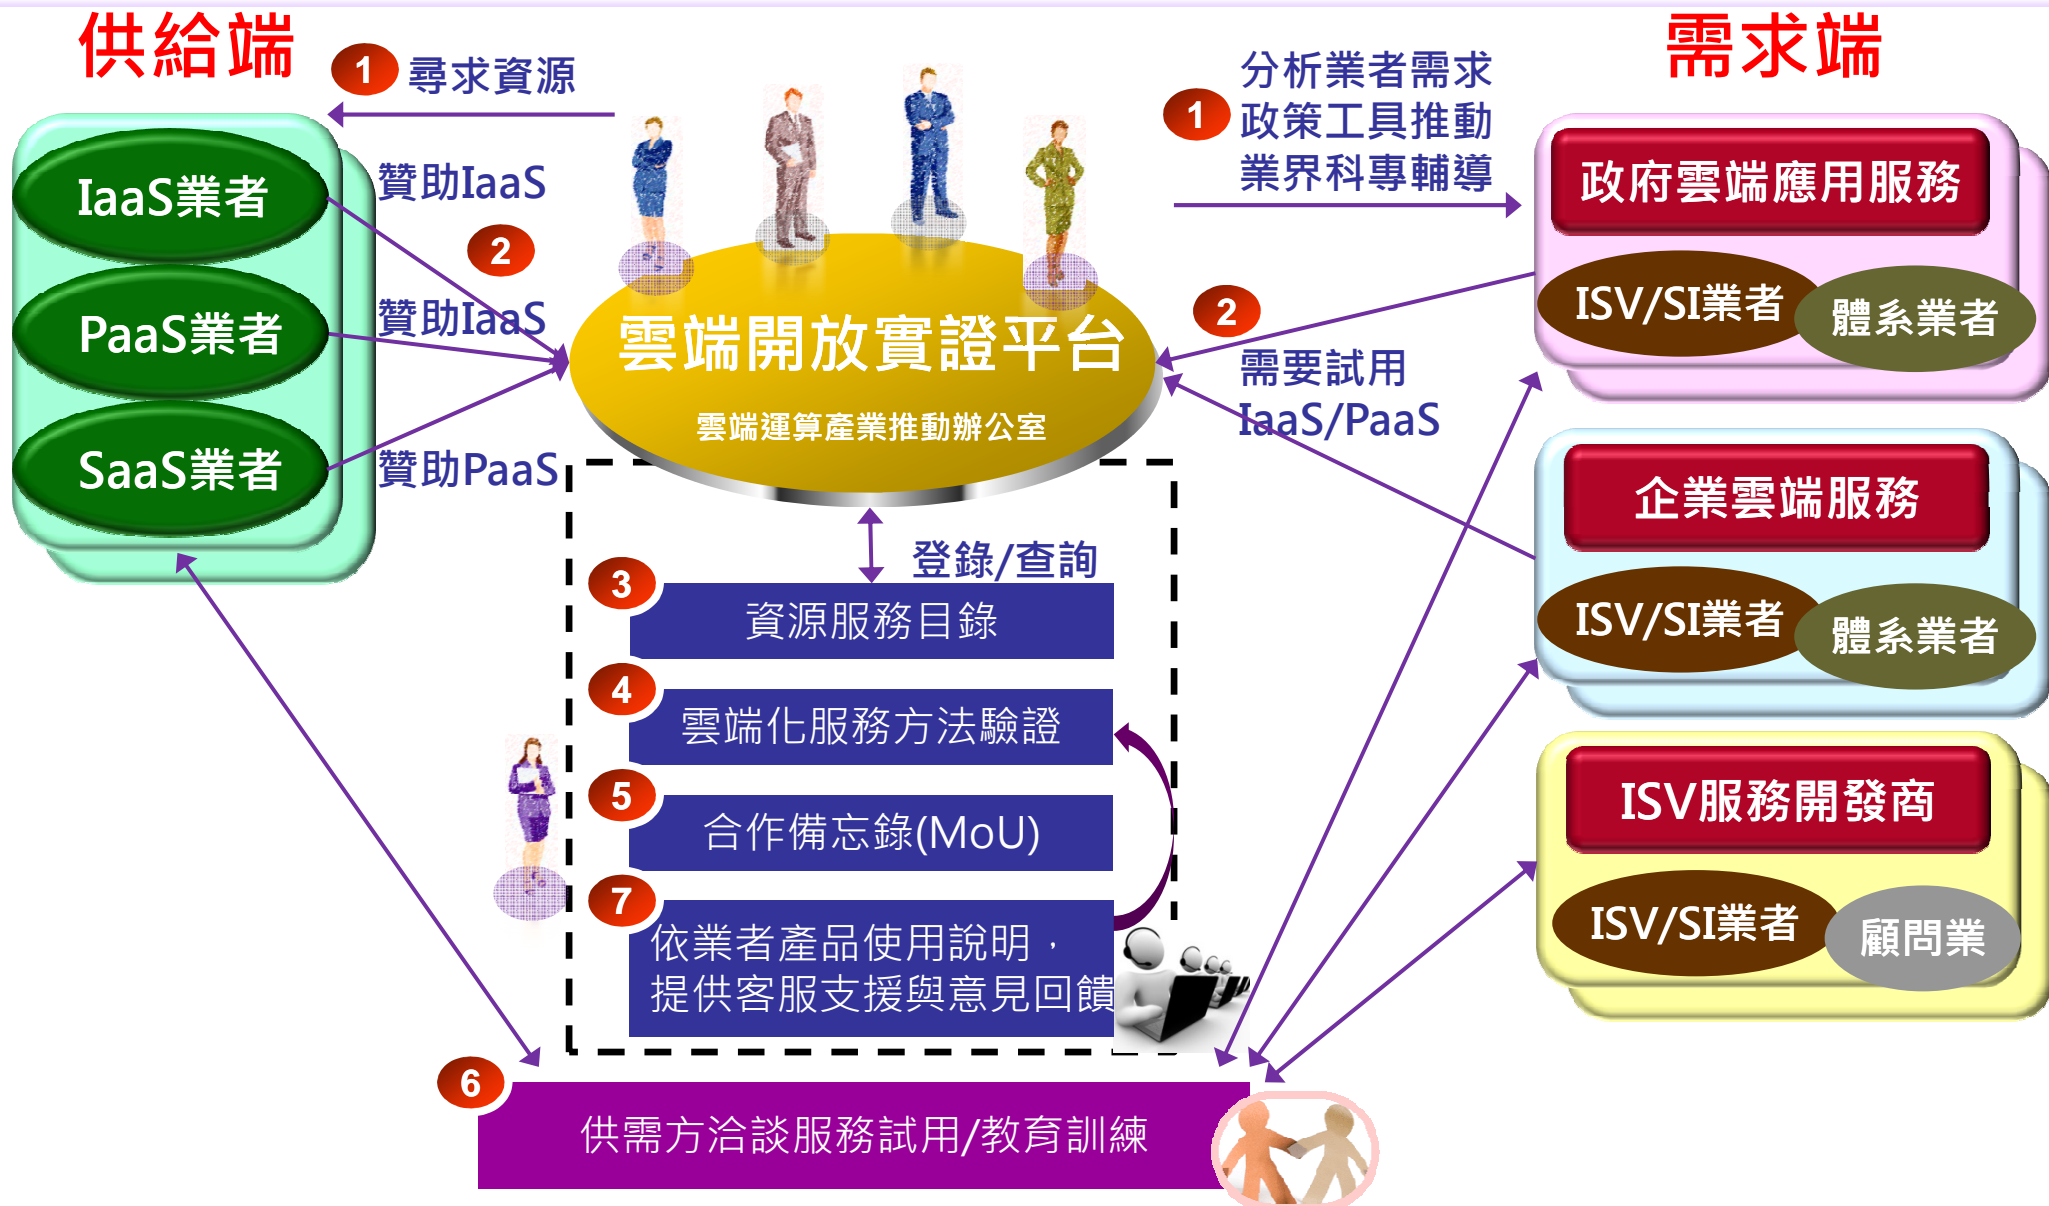 供給端
需求端
1
尋求資源
1
分析業者需求
政策工具推動
業界科專輔導
IaaS業者
PaaS業者
SaaS業者
贊助IaaS
2
贊助IaaS
贊助PaaS
雲端開放實證平台
雲端運算產業推動辦公室
2
需要試用
IaaS/PaaS
政府雲端應用服務
ISV/SI業者
體系業者
企業雲端服務
ISV/SI業者
體系業者
ISV服務開發商
ISV/SI業者
顧問業
登錄/查詢
3
資源服務目錄
4
雲端化服務方法驗證
5
合作備忘錄(MoU)
7
依業者產品使用說明，
提供客服支援與意見回饋
6
供需方洽談服務試用/教育訓練